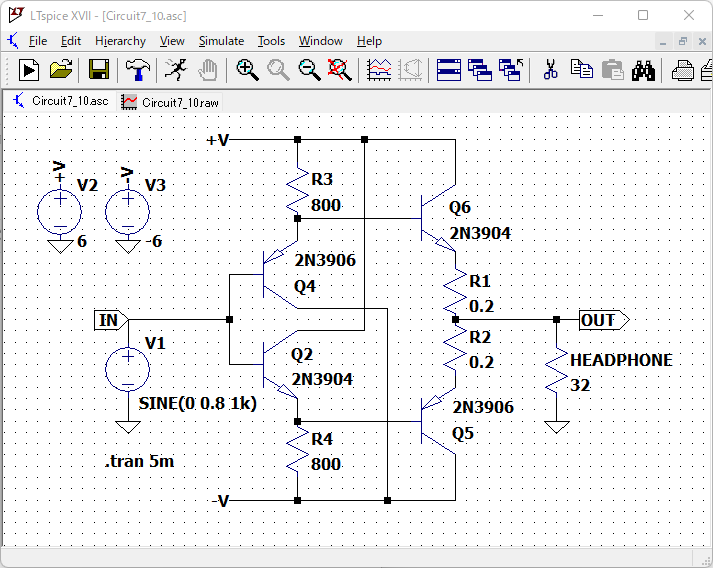 LTspice XVII - [Circuit7_10.asc]
File Edit Hierarchy View Simulate Tools Window Help
Circuit7_10.asc Circuit7_10.raw
+V
+V
-V
V2
V3
6
-6
R3
800
Q6
2N3904
2N3906
Q4
R1
0.2
IN
OUT
V1
R2
0.2
Q2
2N3904
HEADPHONE
32
SINE(0 0.8 1k)
2N3906
Q5
R4
800
.tran 5m
-V